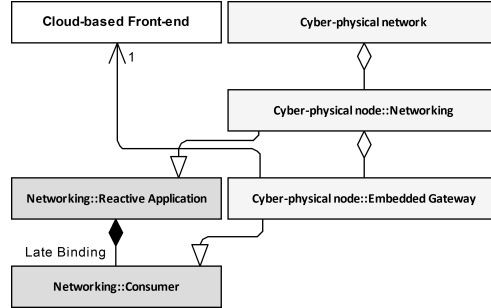 Cloud-based Front-end
Cyber-physical network
1
Cyber-physical node::Networking
Networking::Reactive Application
Cyber-physical node::Embedded Gateway
Late Binding
Networking::Consumer